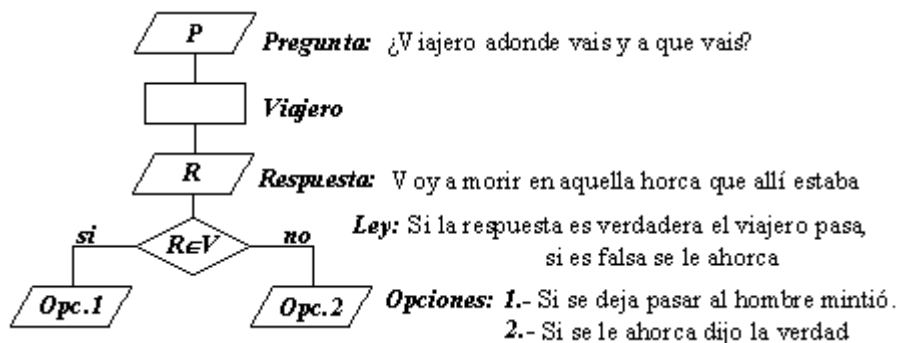 P Pregunta: ¿Viajero adonde vais y a que vais?
Viajero
R Respuesta: Voy a morir en aquella horca que allí estaba
Ley: Si la respuesta es verdadera el viajero pasa,
si R∈V no
si es falsa se le ahorca
Opc.1 Opc.2 Opciones: 1.- Si se deja pasar al hombre mintió.
2.- Si se le ahorca dijo la verdad